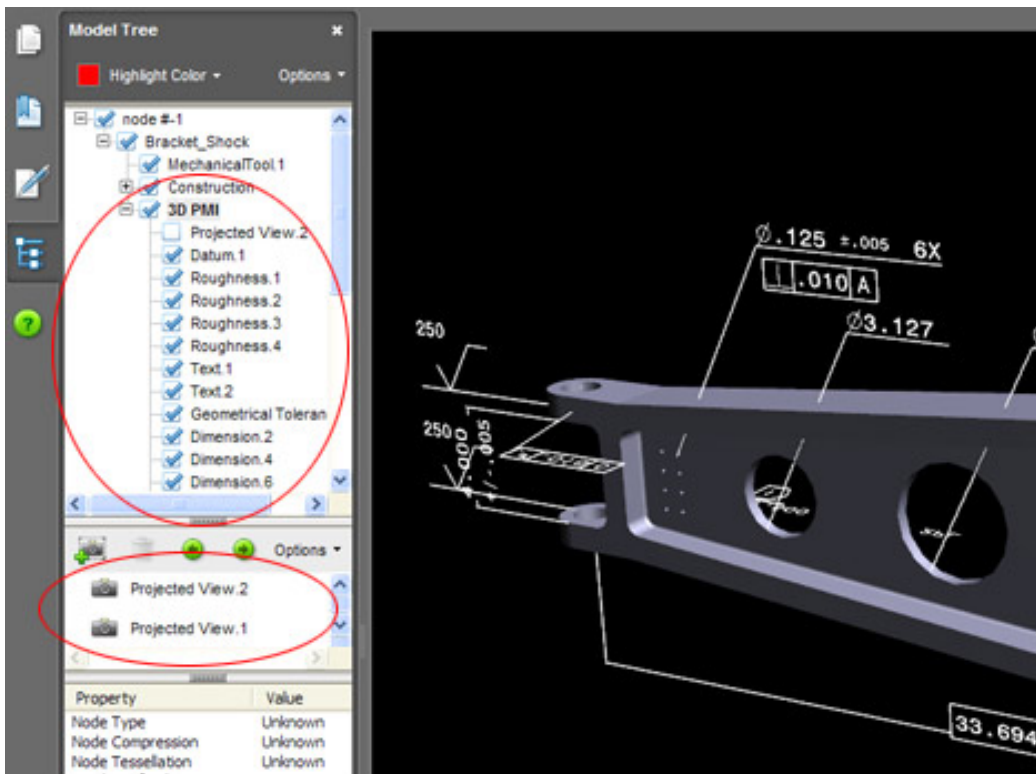 Model Tree
Highlight Color
Options
node #-1
Bracket_Shock
MechanicalTool.1
Construction
3D PMI
Projected View.2
Datum.1
Roughness.1
Roughness.2
Roughness.3
Roughness.4
Text.1
Text.2
Geometrical Toleran
Dimension.2
Dimension.4
Dimension.6
Options
Projected View.2
Projected View.1
Property Value
Node Type Unknown
Node Compression Unknown
Node Tessellation Unknown
Ø.125 ±.005 6X
.010 A
Ø3.127
250
250
33.694